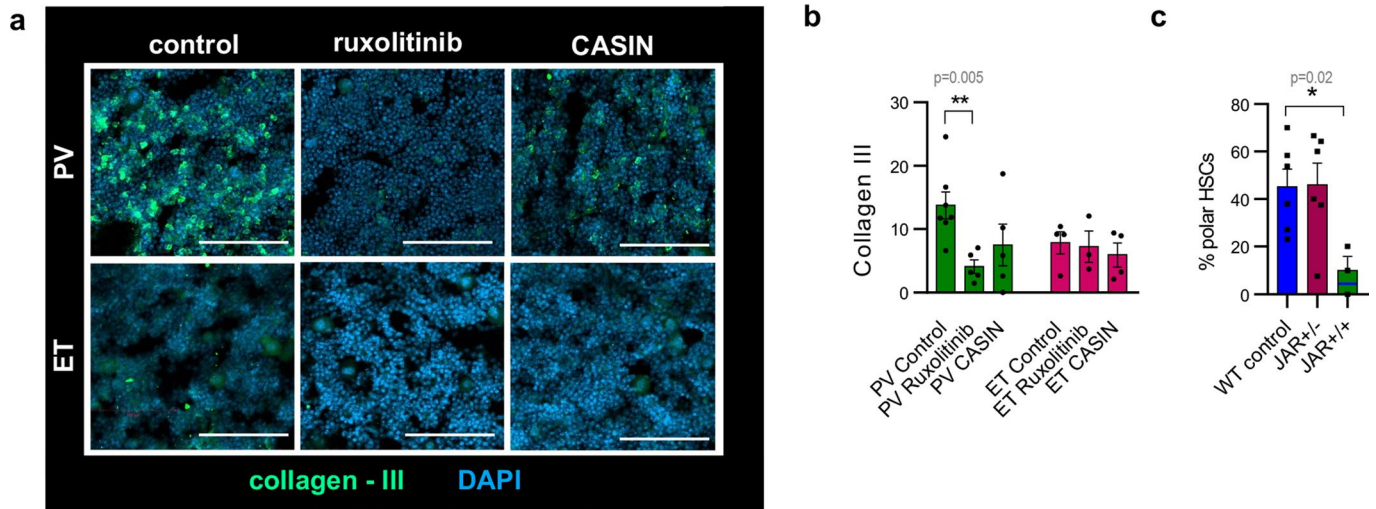 a
control ruxolitinib CASIN
PV
ET
collagen - III DAPI
b
p=0.005
**
Collagen III
30
20
10
0
PV Control
PV Ruxolitinib
PV CASIN
ET Control
ET Ruxolitinib
ET CASIN
c
p=0.02
*
% polar HSCs
80
60
40
20
0
WT control
JAR+/-
JAR+/+